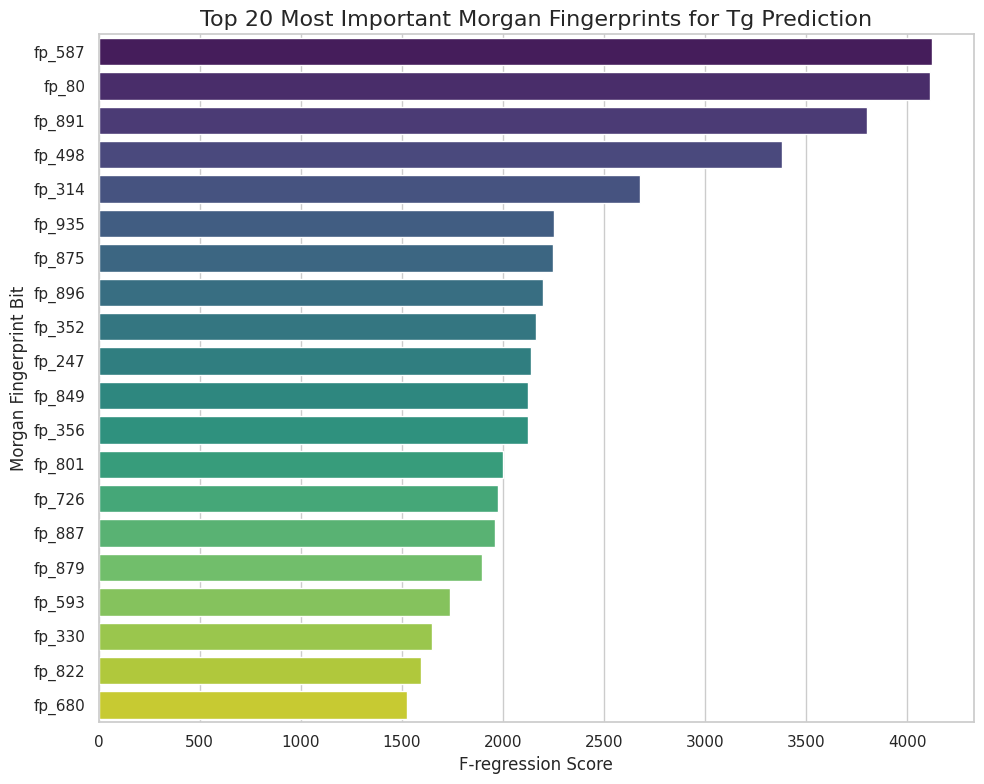 Top 20 Most Important Morgan Fingerprints for Tg Prediction
Morgan Fingerprint Bit
fp_587
fp_80
fp_891
fp_498
fp_314
fp_935
fp_875
fp_896
fp_352
fp_247
fp_849
fp_356
fp_801
fp_726
fp_887
fp_879
fp_593
fp_330
fp_822
fp_680
0 500 1000 1500 2000 2500 3000 3500 4000
F-regression Score